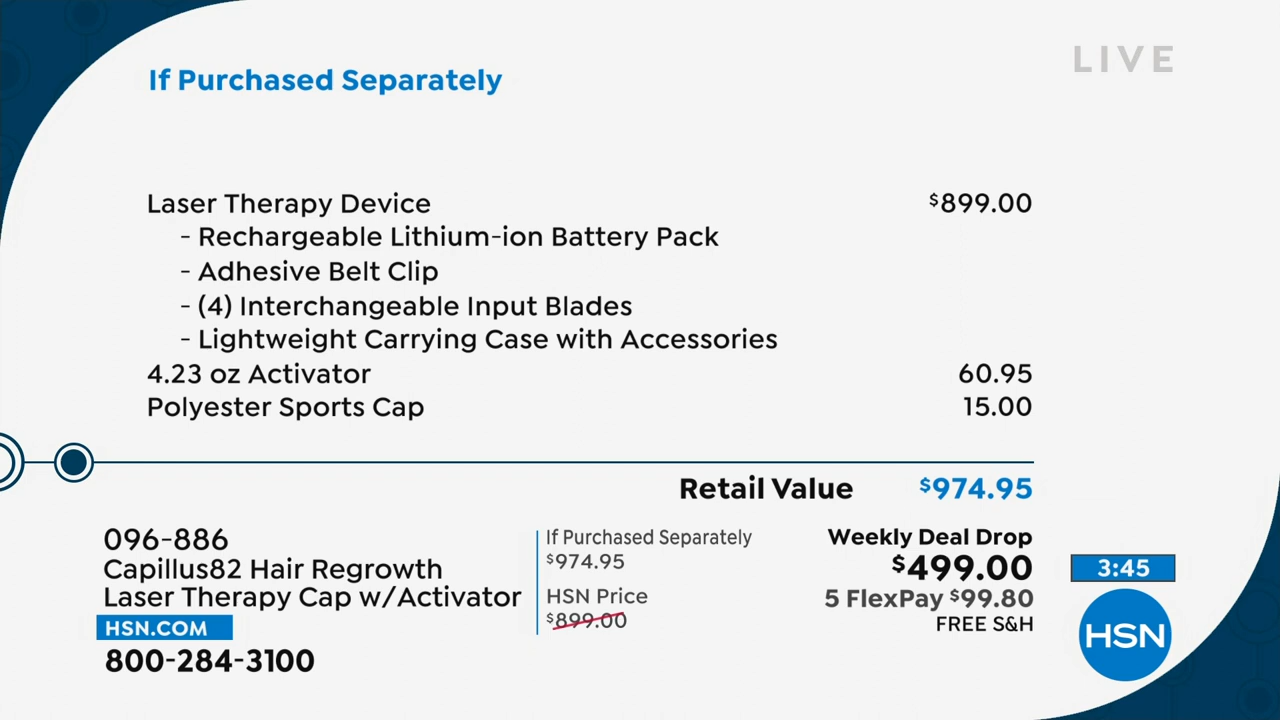 LIVE
If Purchased Separately
Laser Therapy Device $899.00
- Rechargeable Lithium-ion Battery Pack
- Adhesive Belt Clip
- (4) Interchangeable Input Blades
- Lightweight Carrying Case with Accessories
4.23 oz Activator 60.95
Polyester Sports Cap 15.00
Retail Value $974.95
096-886
Capillus82 Hair Regrowth
Laser Therapy Cap w/Activator
HSN.COM
800-284-3100
If Purchased Separately
$974.95
HSN Price
$899.00
Weekly Deal Drop
$499.00
5 FlexPay $99.80
FREE S&H
3:45
HSN